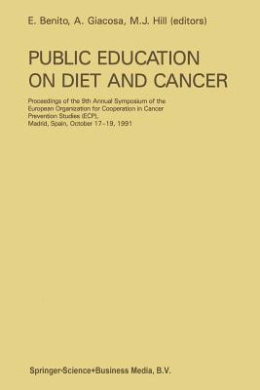 E. Benito, A. Giacosa, M.J. Hill (editors)
PUBLIC EDUCATION
ON DIET AND CANCER
Proceedings of the 9th Annual Symposium of the
European Organization for Cooperation in Cancer
Prevention Studies (ECP),
Madrid, Spain, October 17–19, 1991
Springer-Science+Business Media, B.V.